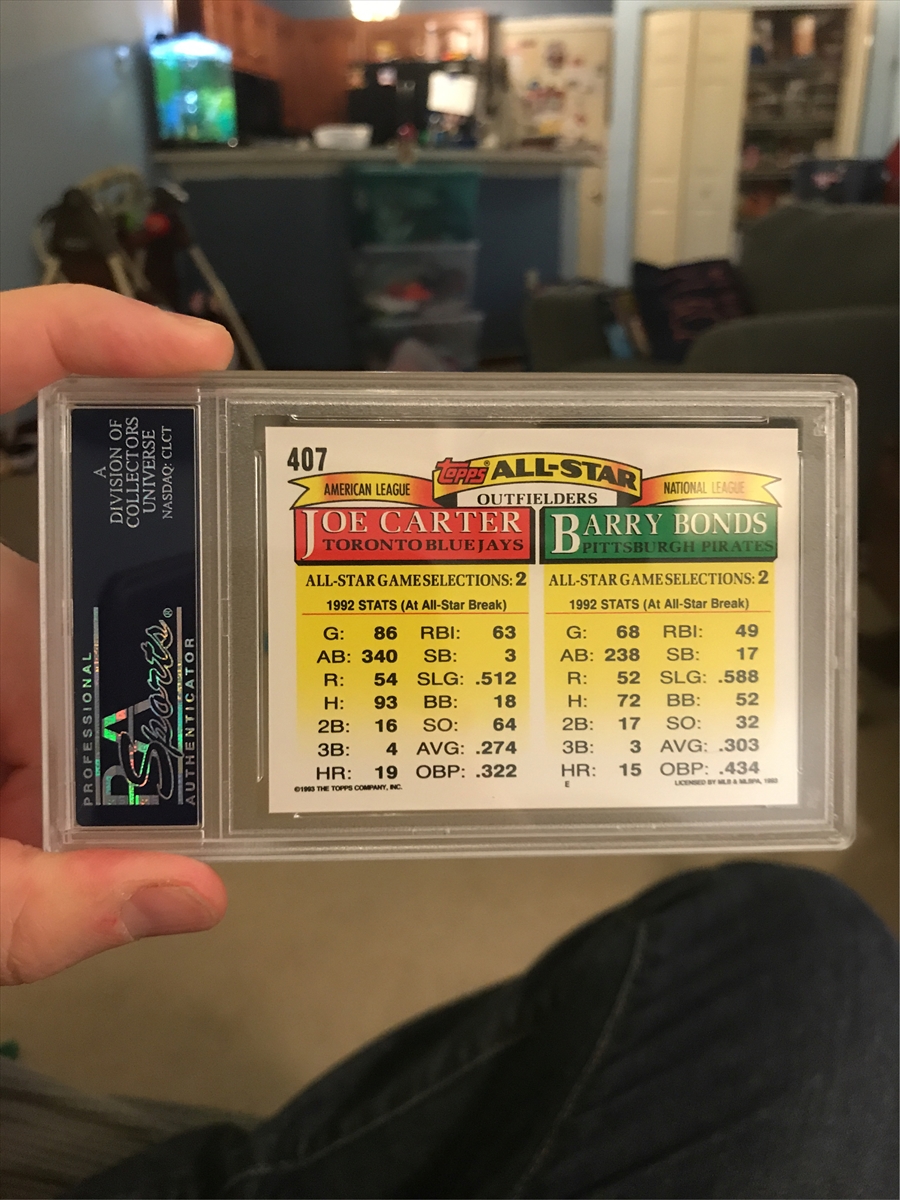 A
DIVISION OF
COLLECTORS
UNIVERSE
NASDAQ: CLCT
PROFESSIONAL
PSA
Sports®
AUTHENTICATOR
407
Topps® ALL-STAR
AMERICAN LEAGUE
NATIONAL LEAGUE
OUTFIELDERS
JOE CARTER
TORONTO BLUE JAYS
BARRY BONDS
PITTSBURGH PIRATES
ALL-STAR GAME SELECTIONS: 2
1992 STATS (At All-Star Break)
G: 86 RBI: 63
AB: 340 SB: 3
R: 54 SLG: .512
H: 93 BB: 18
2B: 16 SO: 64
3B: 4 AVG: .274
HR: 19 OBP: .322
©1993 THE TOPPS COMPANY, INC.
ALL-STAR GAME SELECTIONS: 2
1992 STATS (At All-Star Break)
G: 68 RBI: 49
AB: 238 SB: 17
R: 52 SLG: .588
H: 72 BB: 52
2B: 17 SO: 32
3B: 3 AVG: .303
HR: 15 OBP: .434
E
LICENSED BY MLB & MLBPA, 1993